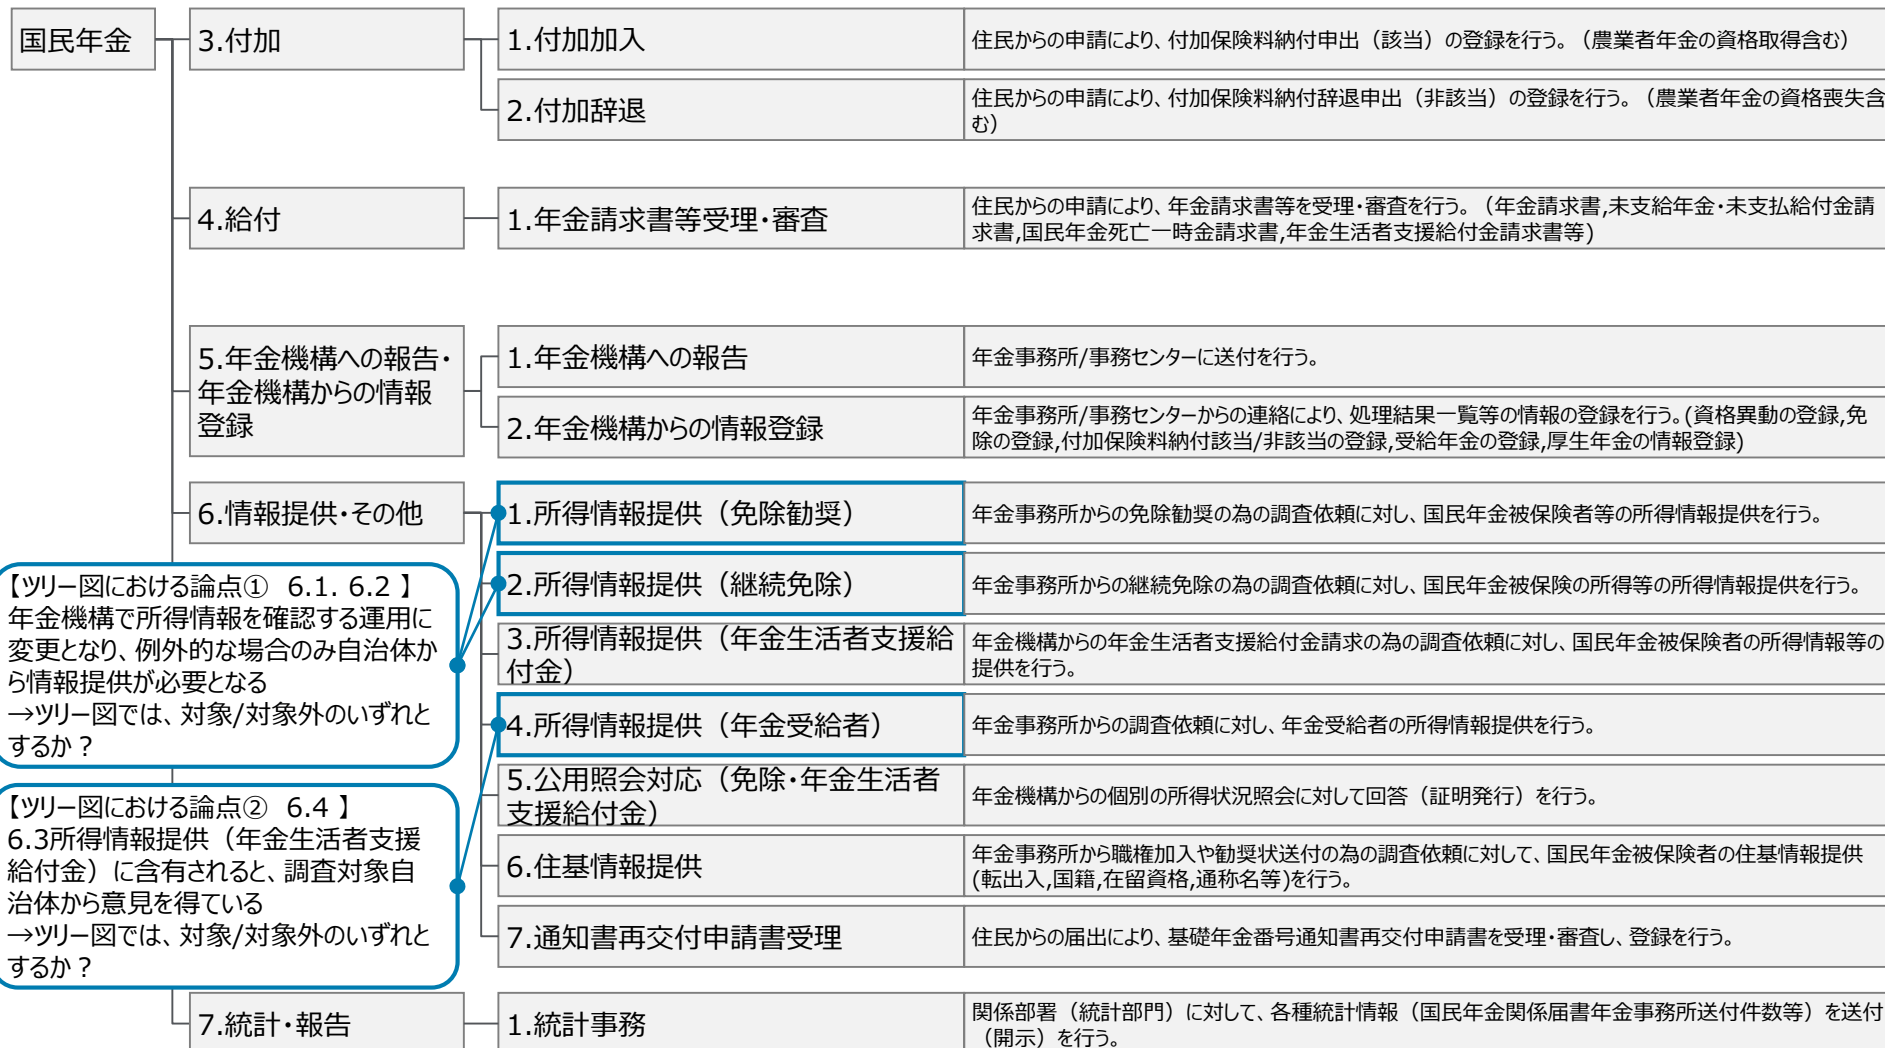 国民年金
3.付加
1.付加加入
住民からの申請により、付加保険料納付申出（該当）の登録を行う。（農業者年金の資格取得含む）
2.付加辞退
住民からの申請により、付加保険料納付辞退申出（非該当）の登録を行う。（農業者年金の資格喪失含
む）
4.給付
1.年金請求書等受理・審査
住民からの申請により、年金請求書等を受理・審査を行う。（年金請求書,未支給年金・未支払給付金請
求書,国民年金死亡一時金請求書,年金生活者支援給付金請求書等)
5.年金機構への報告・
年金機構からの情報
登録
1.年金機構への報告
年金事務所/事務センターに送付を行う。
2.年金機構からの情報登録
年金事務所/事務センターからの連絡により、処理結果一覧等の情報の登録を行う。(資格異動の登録,免
除の登録,付加保険料納付該当/非該当の登録,受給年金の登録,厚生年金の情報登録)
6.情報提供・その他
1.所得情報提供（免除勧奨）
年金事務所からの免除勧奨の為の調査依頼に対し、国民年金被保険者等の所得情報提供を行う。
2.所得情報提供（継続免除）
年金事務所からの継続免除の為の調査依頼に対し、国民年金被保険の所得等の所得情報提供を行う。
3.所得情報提供（年金生活者支援給
付金）
年金機構からの年金生活者支援給付金請求の為の調査依頼に対し、国民年金被保険者の所得情報等の
提供を行う。
4.所得情報提供（年金受給者）
年金事務所からの調査依頼に対し、年金受給者の所得情報提供を行う。
5.公用照会対応（免除・年金生活者
支援給付金）
年金機構からの個別の所得状況照会に対して回答（証明発行）を行う。
6.住基情報提供
年金事務所から職権加入や勧奨状送付の為の調査依頼に対して、国民年金被保険者の住基情報提供
(転出入,国籍,在留資格,通称名等)を行う。
7.通知書再交付申請書受理
住民からの届出により、基礎年金番号通知書再交付申請書を受理・審査し、登録を行う。
【ツリー図における論点① 6.1. 6.2 】
年金機構で所得情報を確認する運用に
変更となり、例外的な場合のみ自治体か
ら情報提供が必要となる
→ツリー図では、対象/対象外のいずれと
するか？
【ツリー図における論点② 6.4 】
6.3所得情報提供（年金生活者支援
給付金）に含有されると、調査対象自
治体から意見を得ている
→ツリー図では、対象/対象外のいずれと
するか？
7.統計・報告
1.統計事務
関係部署（統計部門）に対して、各種統計情報（国民年金関係届書年金事務所送付件数等）を送付
（開示）を行う。